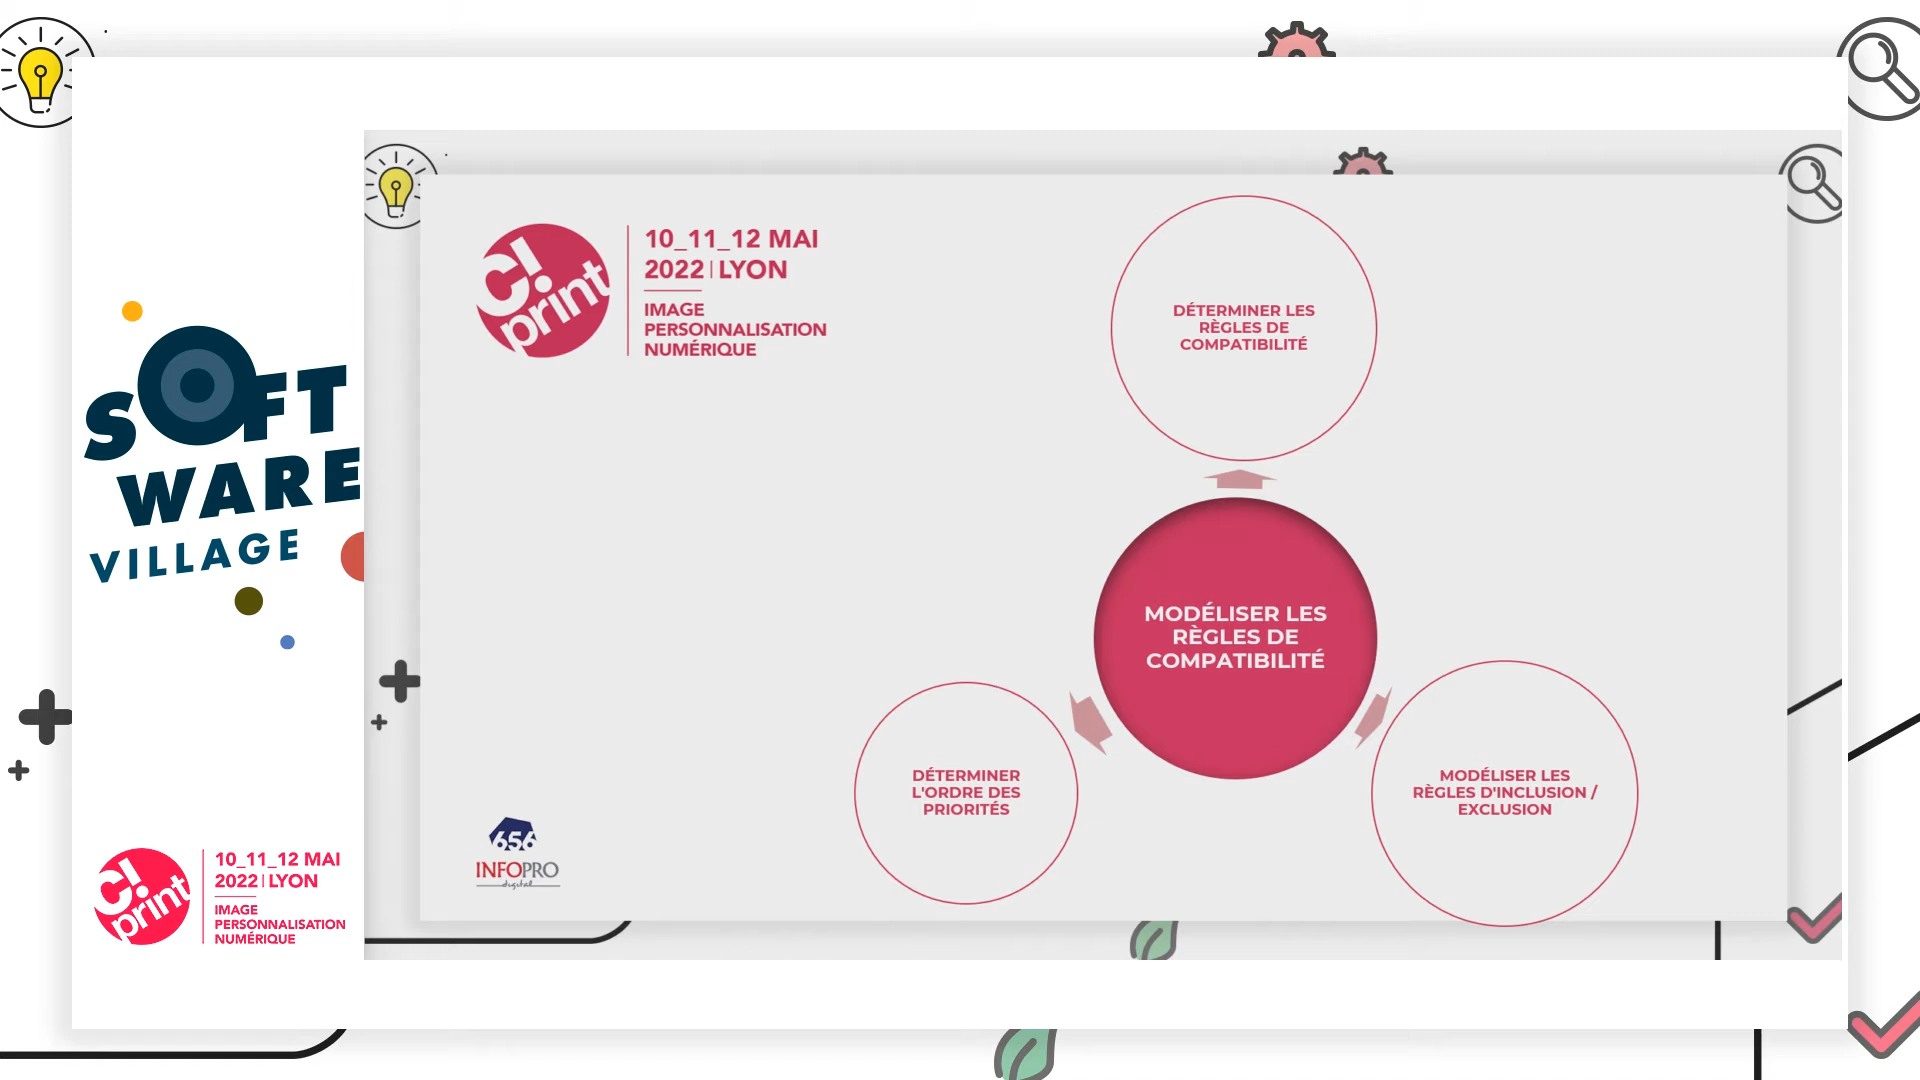 SOFT
WARE
VILLAGE
C!
print
10_11_12 MAI
2022 | LYON
IMAGE
PERSONNALISATION
NUMÉRIQUE
C!
print
10_11_12 MAI
2022 | LYON
IMAGE
PERSONNALISATION
NUMÉRIQUE
DÉTERMINER LES
RÈGLES DE
COMPATIBILITÉ
MODÉLISER LES
RÈGLES DE
COMPATIBILITÉ
DÉTERMINER
L'ORDRE DES
PRIORITÉS
MODÉLISER LES
RÈGLES D'INCLUSION /
EXCLUSION
656
INFOPRO
digital